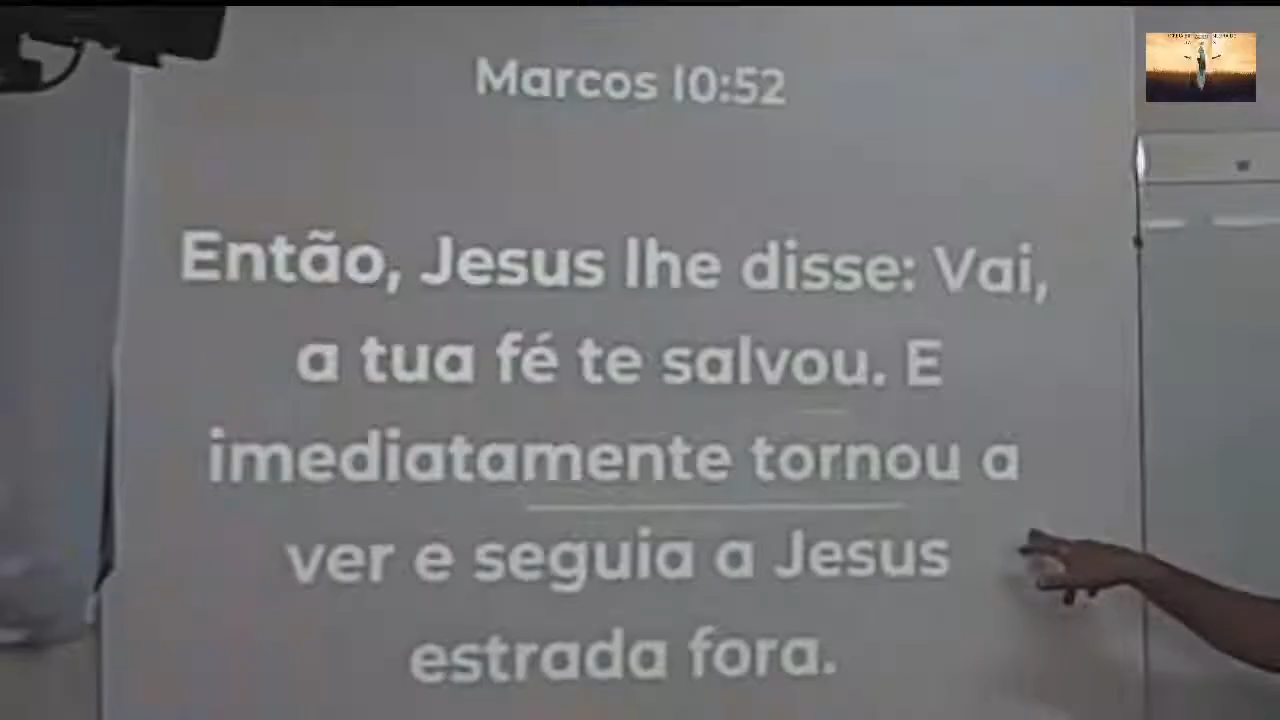 Marcos 10:52
Então, Jesus lhe disse: Vai,
a tua fé te salvou. E
imediatamente tornou a
ver e seguia a Jesus
estrada fora.